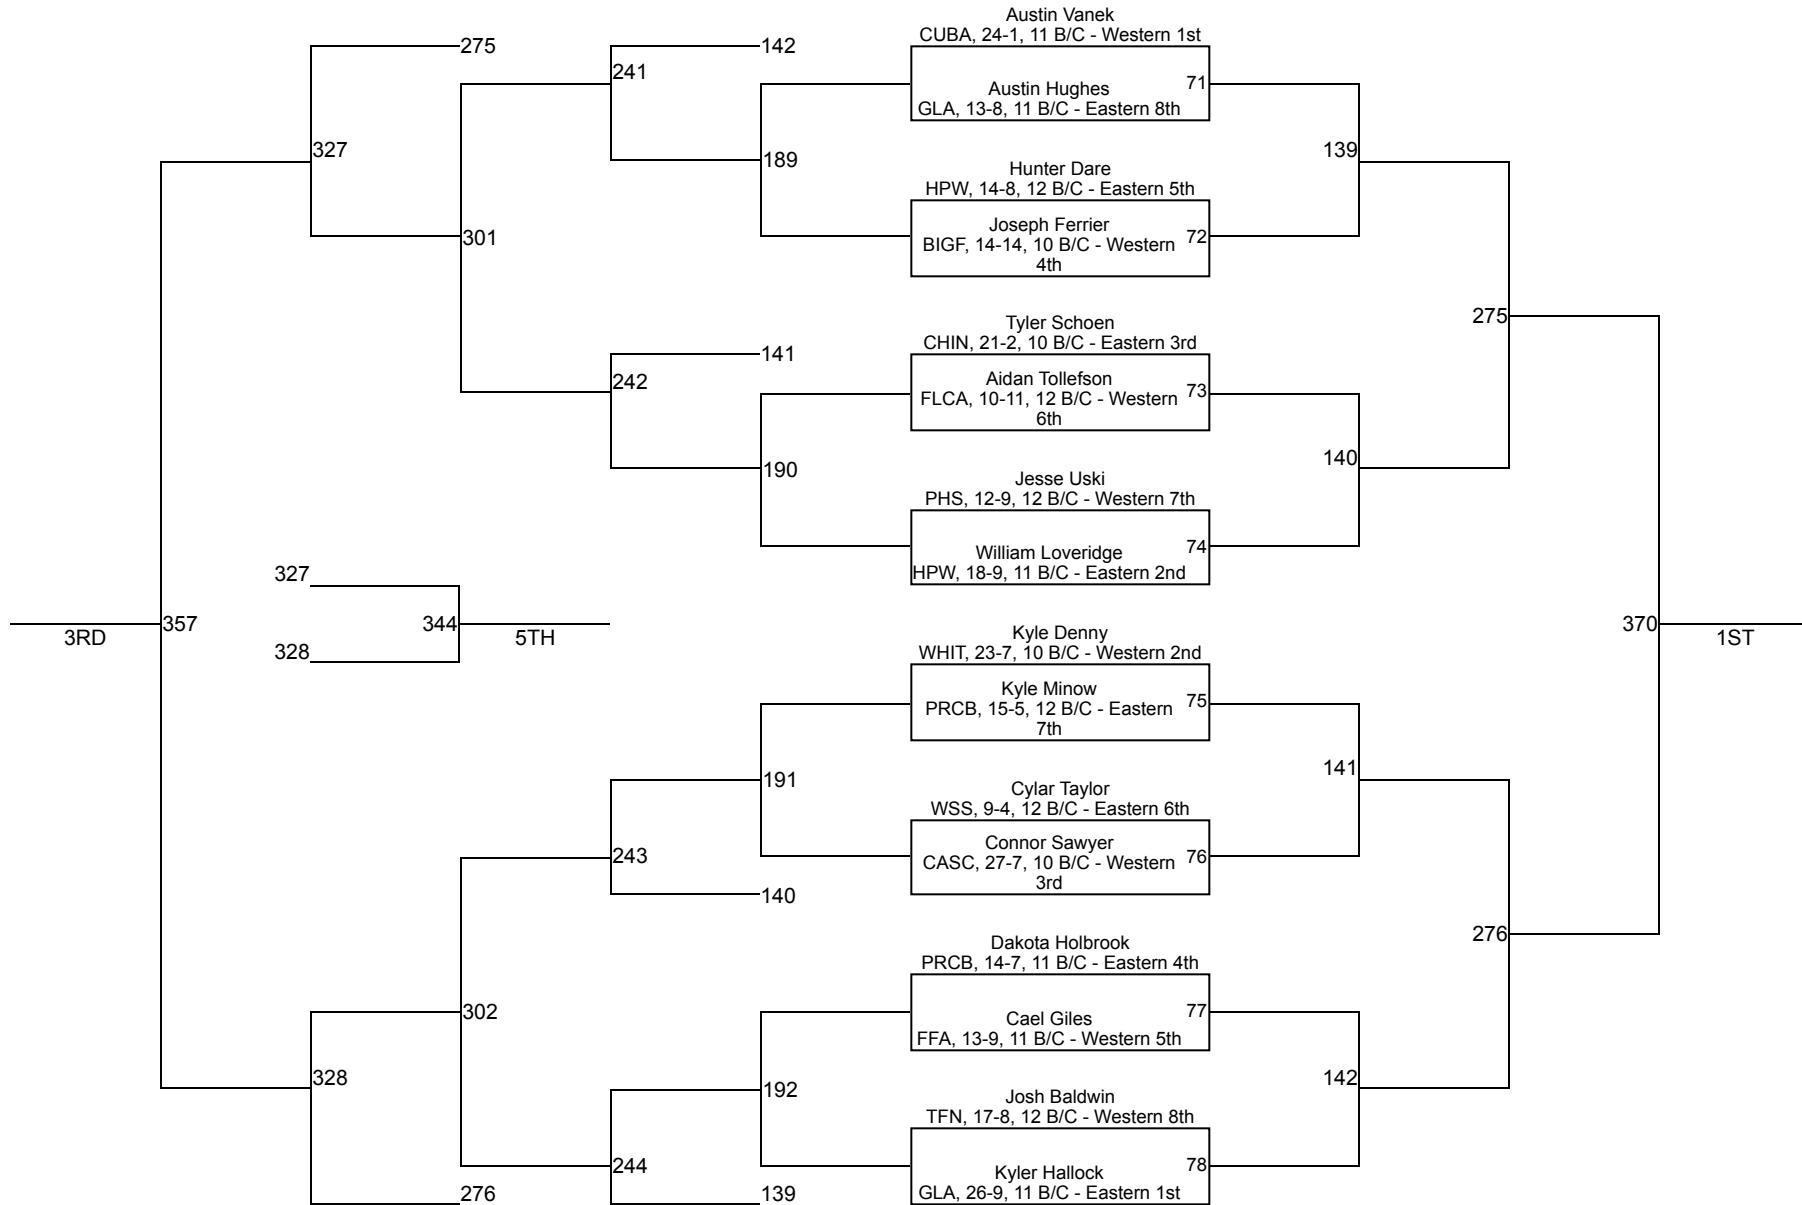 Austin Vanek
275
142
CUBA, 24-1, 11 B/C - Western 1st
241
71
Austin Hughes
GLA, 13-8, 11 B/C - Eastern 8th
327
189
139
Hunter Dare
HPW, 14-8, 12 B/C - Eastern 5th
301
Joseph Ferrier
72
BIGF, 14-14, 10 B/C - Western
4th
275
Tyler Schoen
CHIN, 21-2, 10 B/C - Eastern 3rd
141
242
Aidan Tollefson
73
FLCA, 10-11, 12 B/C - Western
6th
190
140
Jesse Uski
PHS, 12-9, 12 B/C - Western 7th
74
William Loveridge
HPW, 18-9, 11 B/C - Eastern 2nd
327
357
344
370
3RD
5TH
1ST
328
Kyle Denny
WHIT, 23-7, 10 B/C - Western 2nd
Kyle Minow
75
PRCB, 15-5, 12 B/C - Eastern
7th
191
141
Cylar Taylor
WSS, 9-4, 12 B/C - Eastern 6th
243
Connor Sawyer
76
CASC, 27-7, 10 B/C - Western
3rd
140
276
Dakota Holbrook
PRCB, 14-7, 11 B/C - Eastern 4th
302
77
Cael Giles
FFA, 13-9, 11 B/C - Western 5th
328
192
142
Josh Baldwin
TFN, 17-8, 12 B/C - Western 8th
244
78
Kyler Hallock
GLA, 26-9, 11 B/C - Eastern 1st
276
139